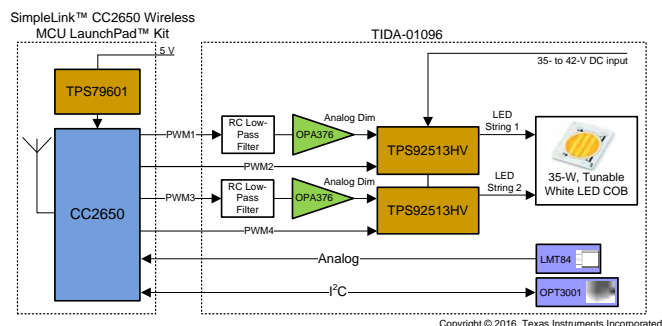 SimpleLink™ CC2650 Wireless
MCU LaunchPad™ Kit
TIDA-01096
5 V
35- to 42-V DC input
TPS79601
RC Low-
Pass
Filter
OPA376
Analog Dim
TPS92513HV
LED
String 1
PWM1
PWM2
35-W, Tunable
White LED COB
CC2650
PWM3
RC Low-
Pass
Filter
OPA376
Analog Dim
TPS92513HV
LED
String 2
PWM4
Analog
LMT84
I²C
OPT3001
Copyright © 2016, Texas Instruments Incorporated